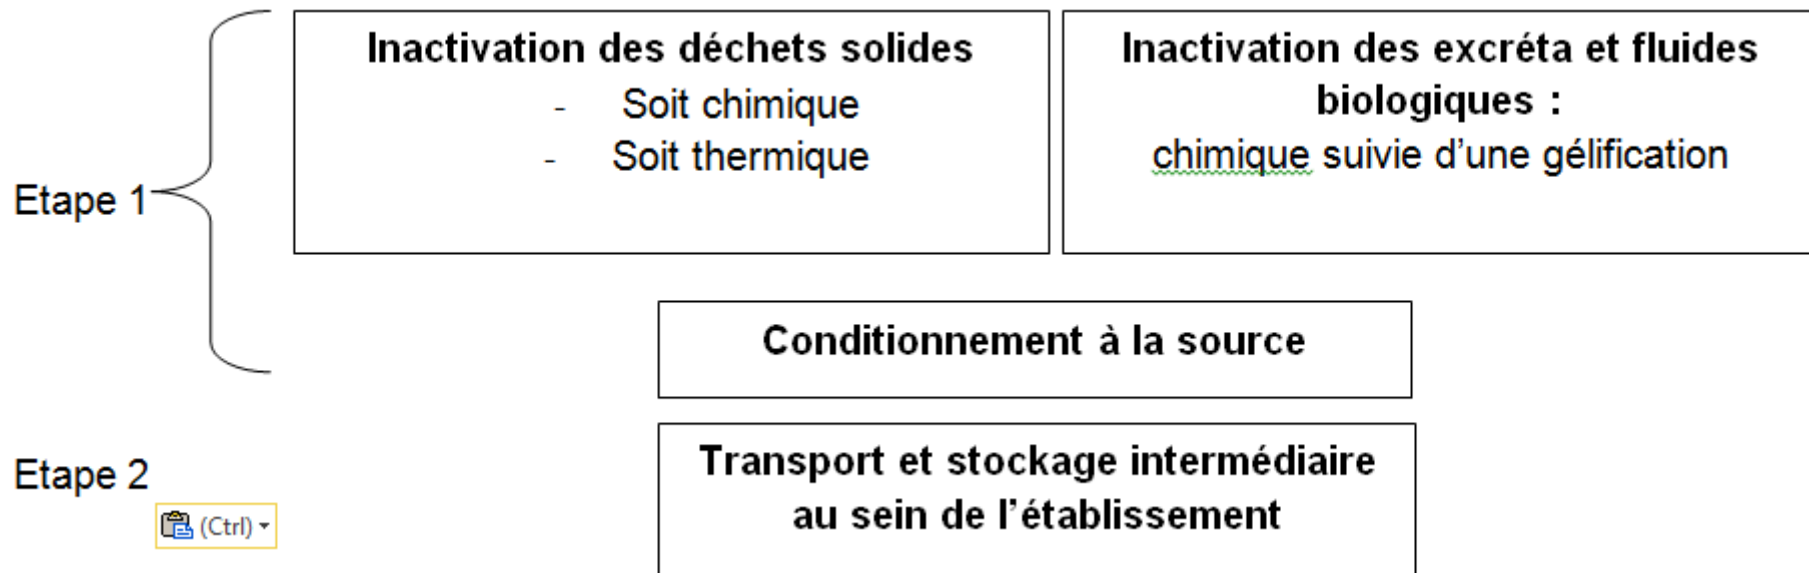 Inactivation des déchets solides
- Soit chimique
- Soit thermique
Inactivation des excréta et fluides
biologiques :
chimique suivie d’une gélification
Etape 1
Conditionnement à la source
Etape 2
Transport et stockage intermédiaire
au sein de l’établissement
(Ctrl)